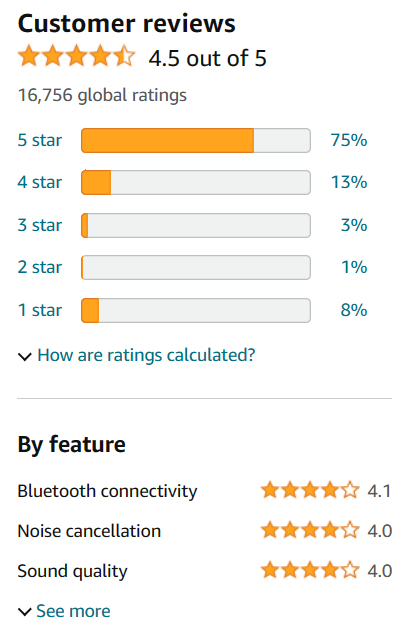 Customer reviews
4.5 out of 5
16,756 global ratings
5 star 75%
4 star 13%
3 star 3%
2 star 1%
1 star 8%
How are ratings calculated?
By feature
Bluetooth connectivity 4.1
Noise cancellation 4.0
Sound quality 4.0
See more